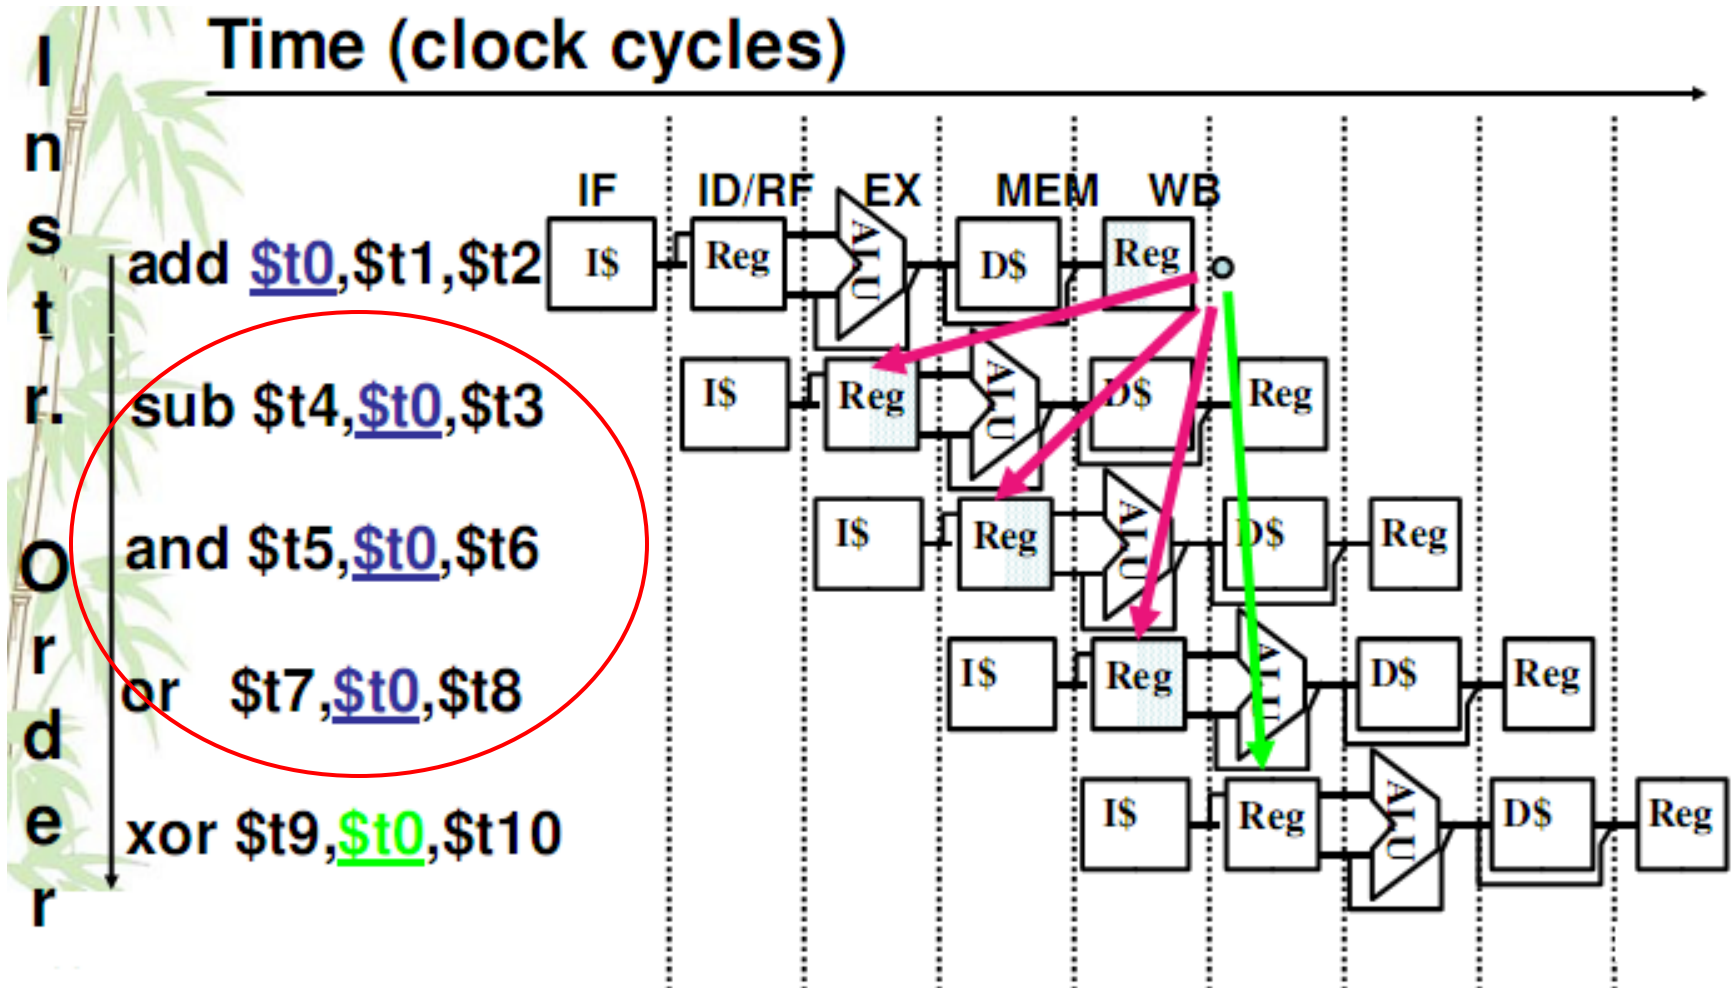 Time (clock cycles)
Instr. Order
IF ID/RF EX MEM WB
add $t0,$t1,$t2 I$ Reg ALU D$ Reg
sub $t4,$t0,$t3 I$ Reg ALU D$ Reg
and $t5,$t0,$t6 I$ Reg ALU D$ Reg
or $t7,$t0,$t8 I$ Reg ALU D$ Reg
xor $t9,$t0,$t10 I$ Reg ALU D$ Reg